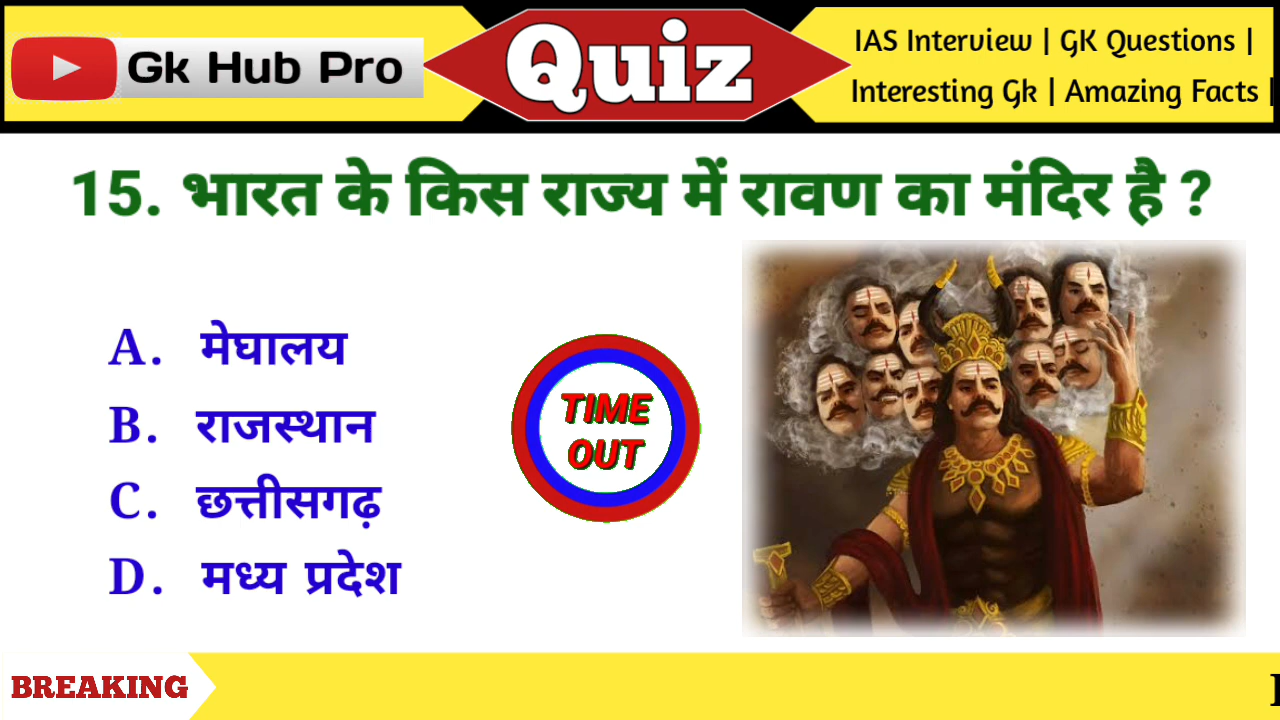 Gk Hub Pro
Quiz
IAS Interview | GK Questions |
Interesting Gk | Amazing Facts |
15. भारत के किस राज्य में रावण का मंदिर है ?
A. मेघालय
B. राजस्थान
C. छत्तीसगढ़
D. मध्य प्रदेश
TIME
OUT
BREAKING